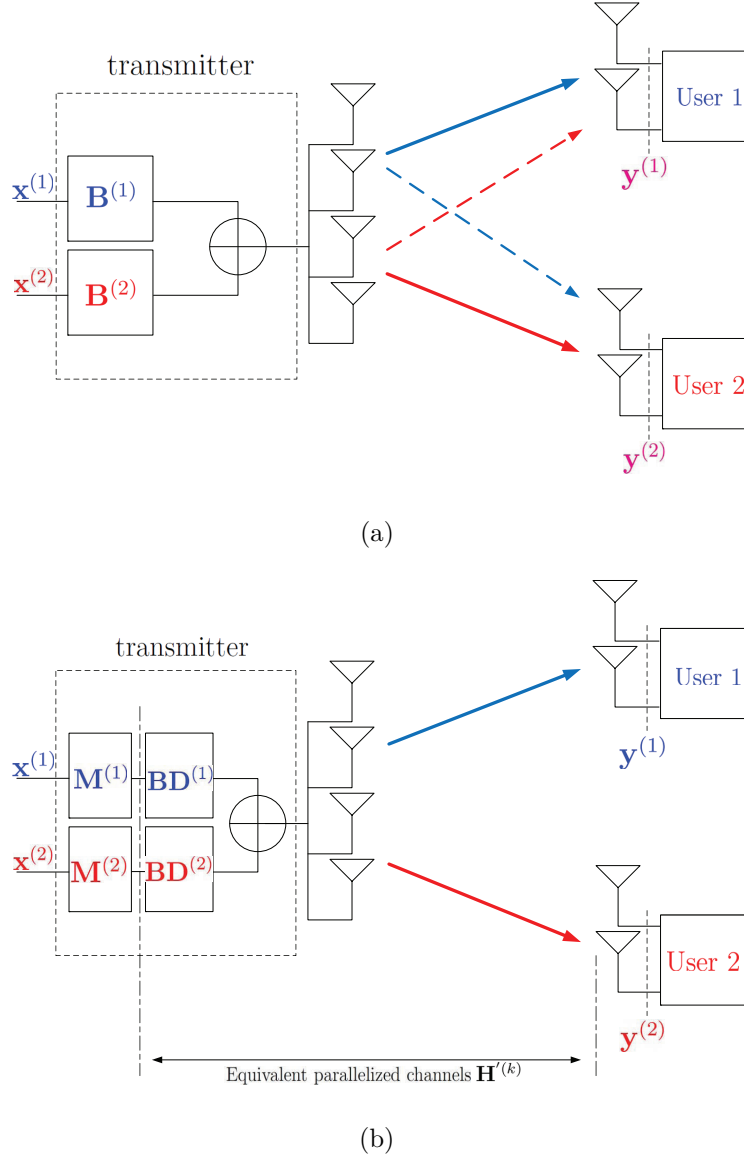 transmitter
x^(1)
B^(1)
x^(2)
B^(2)
User 1
y^(1)
User 2
y^(2)
(a)
transmitter
x^(1)
M^(1)
BD^(1)
x^(2)
M^(2)
BD^(2)
User 1
y^(1)
User 2
y^(2)
Equivalent parallelized channels H'^(k)
(b)